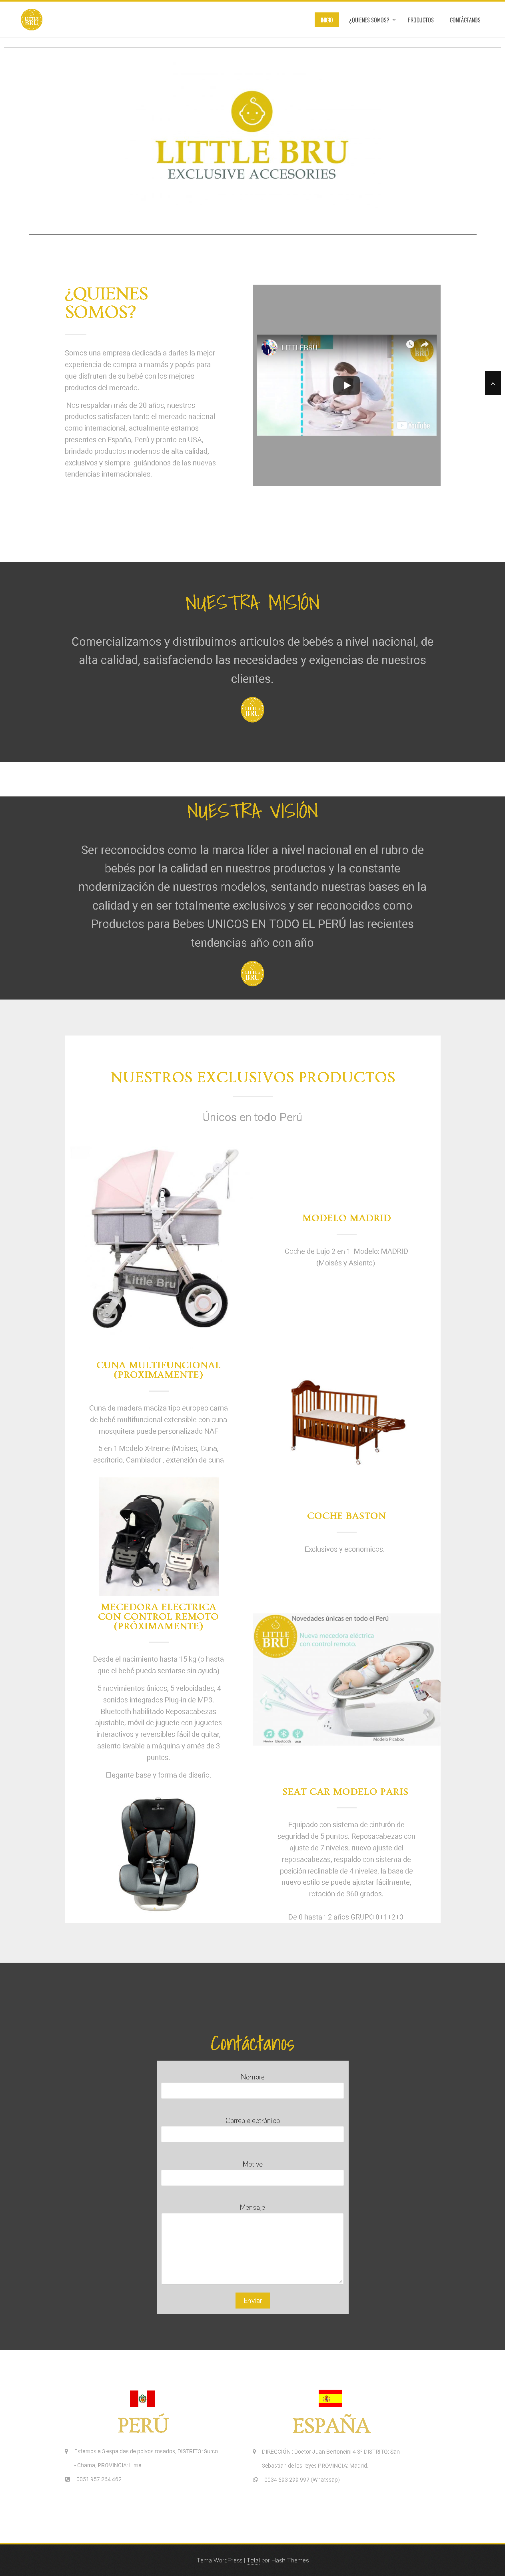 INICIO
¿QUIENES SOMOS?
PRODUCTOS
CONTÁCTANOS
LITTLE BRU
EXCLUSIVE ACCESORIES
¿QUIENES
SOMOS?
Somos una empresa dedicada a darles la mejor
experiencia de compra a mamás y papás para
que disfruten de su bebé con los mejores
productos del mercado.
Nos respaldan más de 20 años, nuestros
productos satisfacen tanto el mercado nacional
como internacional, actualmente estamos
presentes en España, Perú y pronto en USA,
brindado productos modernos de alta calidad,
exclusivos y siempre guiándonos de las nuevas
tendencias internacionales.
LITTLEBRU
YouTube
NUESTRA MISIÓN
Comercializamos y distribuimos artículos de bebés a nivel nacional, de
alta calidad, satisfaciendo las necesidades y exigencias de nuestros
clientes.
LITTLE
BRU
NUESTRA VISIÓN
Ser reconocidos como la marca líder a nivel nacional en el rubro de
bebés por la calidad en nuestros productos y la constante
modernización de nuestros modelos, sentando nuestras bases en la
calidad y en ser totalmente exclusivos y ser reconocidos como
Productos para Bebes UNICOS EN TODO EL PERÚ las recientes
tendencias año con año
LITTLE
BRU
NUESTROS EXCLUSIVOS PRODUCTOS
Únicos en todo Perú
Little Bru
MODELO MADRID
Coche de Lujo 2 en 1 Modelo: MADRID
(Moisés y Asiento)
CUNA MULTIFUNCIONAL
(PROXIMAMENTE)
Cuna de madera maciza tipo europeo cama
de bebé multifuncional extensible con cuna
mosquitera puede personalizado NAF
5 en 1 Modelo X-treme (Moises, Cuna,
escritorio, Cambiador , extensión de cuna
COCHE BASTON
Exclusivos y economicos.
MECEDORA ELECTRICA
CON CONTROL REMOTO
(PRÓXIMAMENTE)
Desde el nacimiento hasta 15 kg (o hasta
que el bebé pueda sentarse sin ayuda)
5 movimientos únicos, 5 velocidades, 4
sonidos integrados Plug-in de MP3,
Bluetooth habilitado Reposacabezas
ajustable, móvil de juguete con juguetes
interactivos y reversibles fácil de quitar,
asiento lavable a máquina y arnés de 3
puntos.
Elegante base y forma de diseño.
LITTLE
BRU
Novedades únicas en todo el Perú
Nueva mecedora eléctrica
con control remoto.
Modelo Picaboo
SEAT CAR MODELO PARIS
Equipado con sistema de cinturón de
seguridad de 5 puntos. Reposacabezas con
ajuste de 7 niveles, nuevo ajuste del
reposacabezas, respaldo con sistema de
posición reclinable de 4 niveles, la base de
nuevo estilo se puede ajustar fácilmente,
rotación de 360 grados.
De 0 hasta 12 años GRUPO 0+1+2+3
Contáctanos
Nombre
Correo electrónico
Motivo
Mensaje
Enviar
PERÚ
Estamos a 3 espaldas de polvos rosados, DISTRITO: Surco
- Chama, PROVINCIA: Lima
0051 957 264 462
ESPAÑA
DIRECCIÓN: Doctor Juan Bertoncini 4 3º DISTRITO: San
Sebastian de los reyes PROVINCIA: Madrid.
0034 693 299 997 (Whatssap)
Tema WordPress | Total por Hash Themes